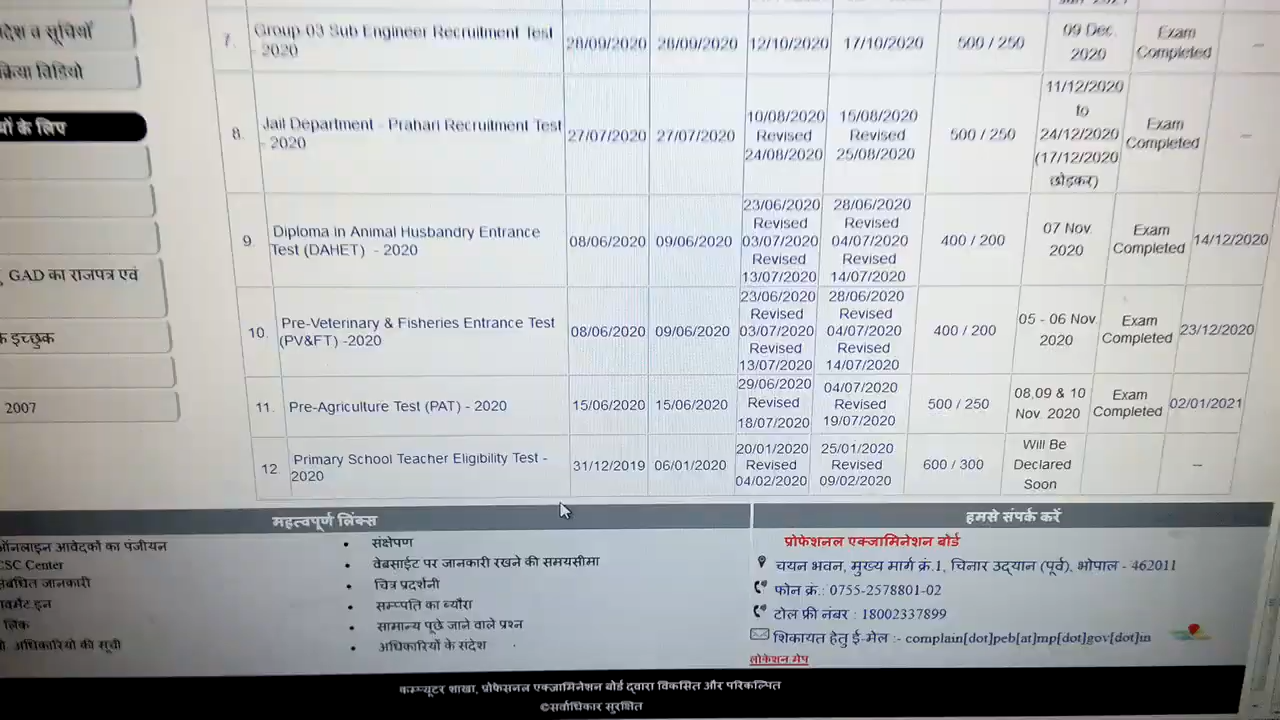 देश व सूचियाँ
क्रिया विडियो
यों के लिए
, GAD का राजपत्र एवं
के इच्छुक
2007
7. Group-03 Sub Engineer Recruitment Test - 2020 28/09/2020 28/09/2020 12/10/2020 17/10/2020 500 / 250 09 Dec. 2020 Exam Completed --
8. Jail Department - Prahari Recruitment Test - 2020 27/07/2020 27/07/2020 10/08/2020 Revised 24/08/2020 15/08/2020 Revised 25/08/2020 500 / 250 11/12/2020 to 24/12/2020 (17/12/2020 छोड़कर) Exam Completed --
9. Diploma in Animal Husbandry Entrance Test (DAHET) - 2020 08/06/2020 09/06/2020 23/06/2020 Revised 03/07/2020 Revised 13/07/2020 28/06/2020 Revised 04/07/2020 Revised 14/07/2020 400 / 200 07 Nov. 2020 Exam Completed 14/12/2020
10. Pre-Veterinary & Fisheries Entrance Test (PV&FT) -2020 08/06/2020 09/06/2020 23/06/2020 Revised 03/07/2020 Revised 13/07/2020 28/06/2020 Revised 04/07/2020 Revised 14/07/2020 400 / 200 05 - 06 Nov. 2020 Exam Completed 23/12/2020
11. Pre-Agriculture Test (PAT) - 2020 15/06/2020 15/06/2020 29/06/2020 Revised 18/07/2020 04/07/2020 Revised 19/07/2020 500 / 250 08,09 & 10 Nov. 2020 Exam Completed 02/01/2021
12. Primary School Teacher Eligibility Test - 2020 31/12/2019 06/01/2020 20/01/2020 Revised 04/02/2020 25/01/2020 Revised 09/02/2020 600 / 300 Will Be Declared Soon --
महत्वपूर्ण लिंक्स
ऑनलाइन आवेदकों का पंजीयन
CSC Center
संबंधित जानकारी
लिंक
अधिकारियों की सूची
• संक्षेपण
• वेबसाईट पर जानकारी रखने की समयसीमा
• चित्र प्रदर्शनी
• सम्पति का ब्यौरा
• सामान्य पूछे जाने वाले प्रश्न
• अधिकारियों के संदेश
हमसे संपर्क करें
प्रोफेशनल एक्जामिनेशन बोर्ड
चयन भवन, मुख्य मार्ग क्रं.1, चिनार उद्यान (पूर्व), भोपाल - 462011
फोन क्रं.: 0755-2578801-02
टोल फ्री नंबर : 18002337899
शिकायत हेतु ई-मेल :- complain[dot]peb[at]mp[dot]gov[dot]in
लोकेशन मेप
कम्प्यूटर शाखा, प्रोफेसनल एक्जामिनेशन बोर्ड द्वारा विकसित और परिकल्पित
©सर्वाधिकार सुरक्षित